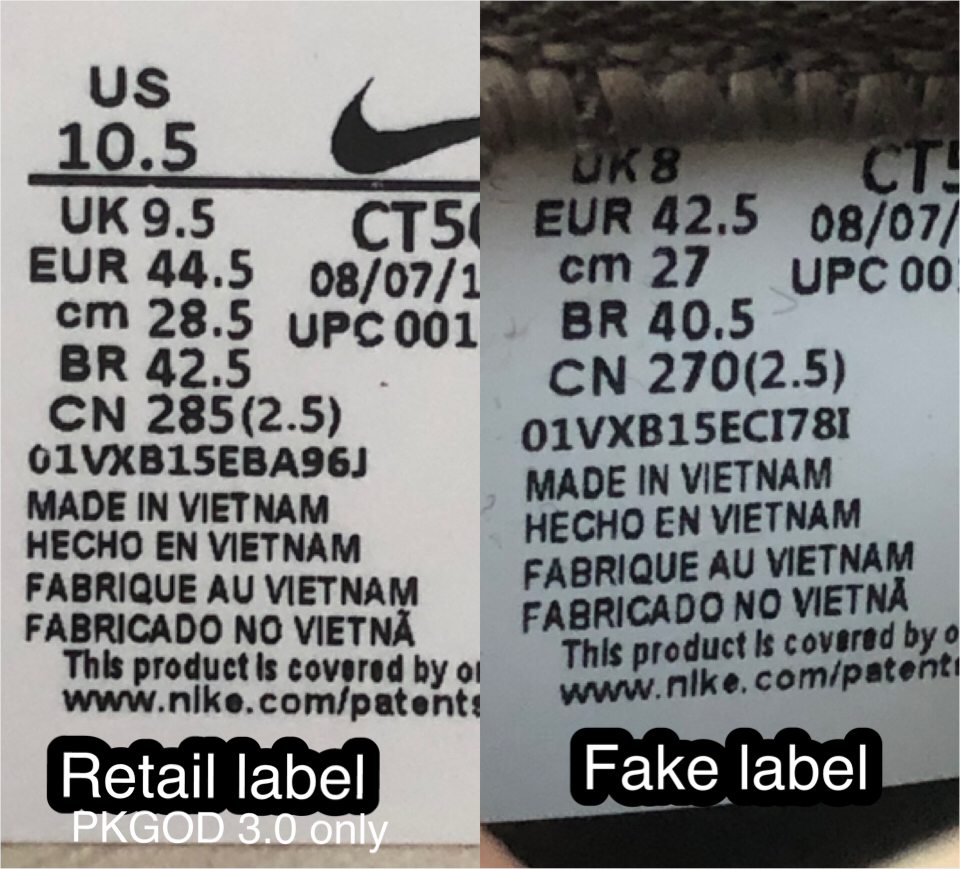 US
10.5
UK 9.5
CT5
EUR 44.5
08/07/1
cm 28.5
UPC 001
BR 42.5
CN 285(2.5)
01VXB15EBA96J
MADE IN VIETNAM
HECHO EN VIETNAM
FABRIQUE AU VIETNAM
FABRICADO NO VIETNÃ
This product is covered by
www.nike.com/patents
Retail label
PKGOD 3.0 only
UK 8
CT5
EUR 42.5
08/07/
cm 27
UPC 00
BR 40.5
CN 270(2.5)
01VXB15ECI78I
MADE IN VIETNAM
HECHO EN VIETNAM
FABRIQUE AU VIETNAM
FABRICADO NO VIETNÃ
This product is covered by o
www.nike.com/patent
Fake label